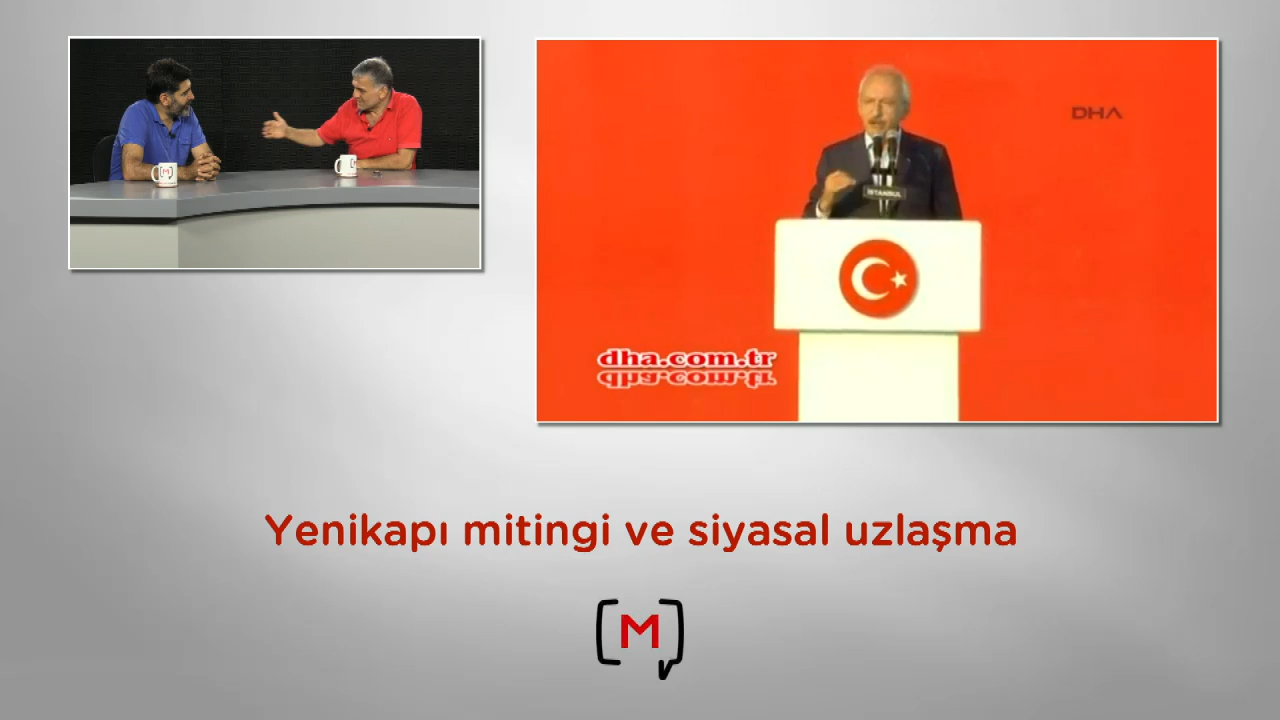 DHA
İSTANBUL
dha.com.tr
dha.com.tr
Yenikapı mitingi ve siyasal uzlaşma
[M]